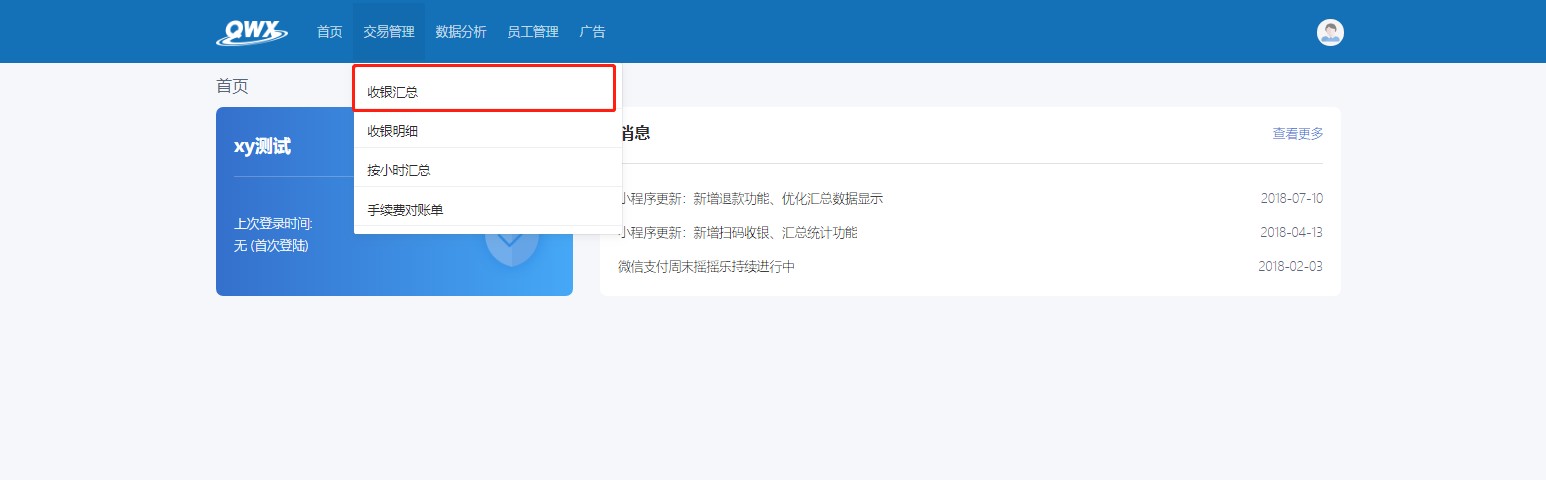 QWX 首页 交易管理 数据分析 员工管理 广告
首页
收银汇总
收银明细
按小时汇总
手续费对账单
xy测试
上次登录时间:
无 (首次登陆)
消息 查看更多
小程序更新：新增退款功能、优化汇总数据显示 2018-07-10
小程序更新：新增扫码收银、汇总统计功能 2018-04-13
微信支付周末摇摇乐持续进行中 2018-02-03